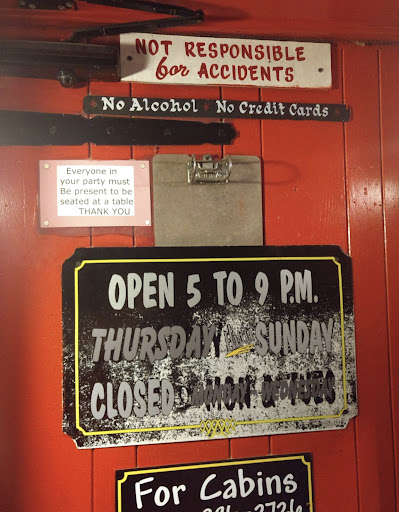 NOT RESPONSIBLE
for ACCIDENTS
No Alcohol No Credit Cards
Everyone in
your party must
Be present to be
seated at a table
THANK YOU
OPEN 5 TO 9 P.M.
THURSDAY SUNDAY
CLOSED
For Cabins
2726